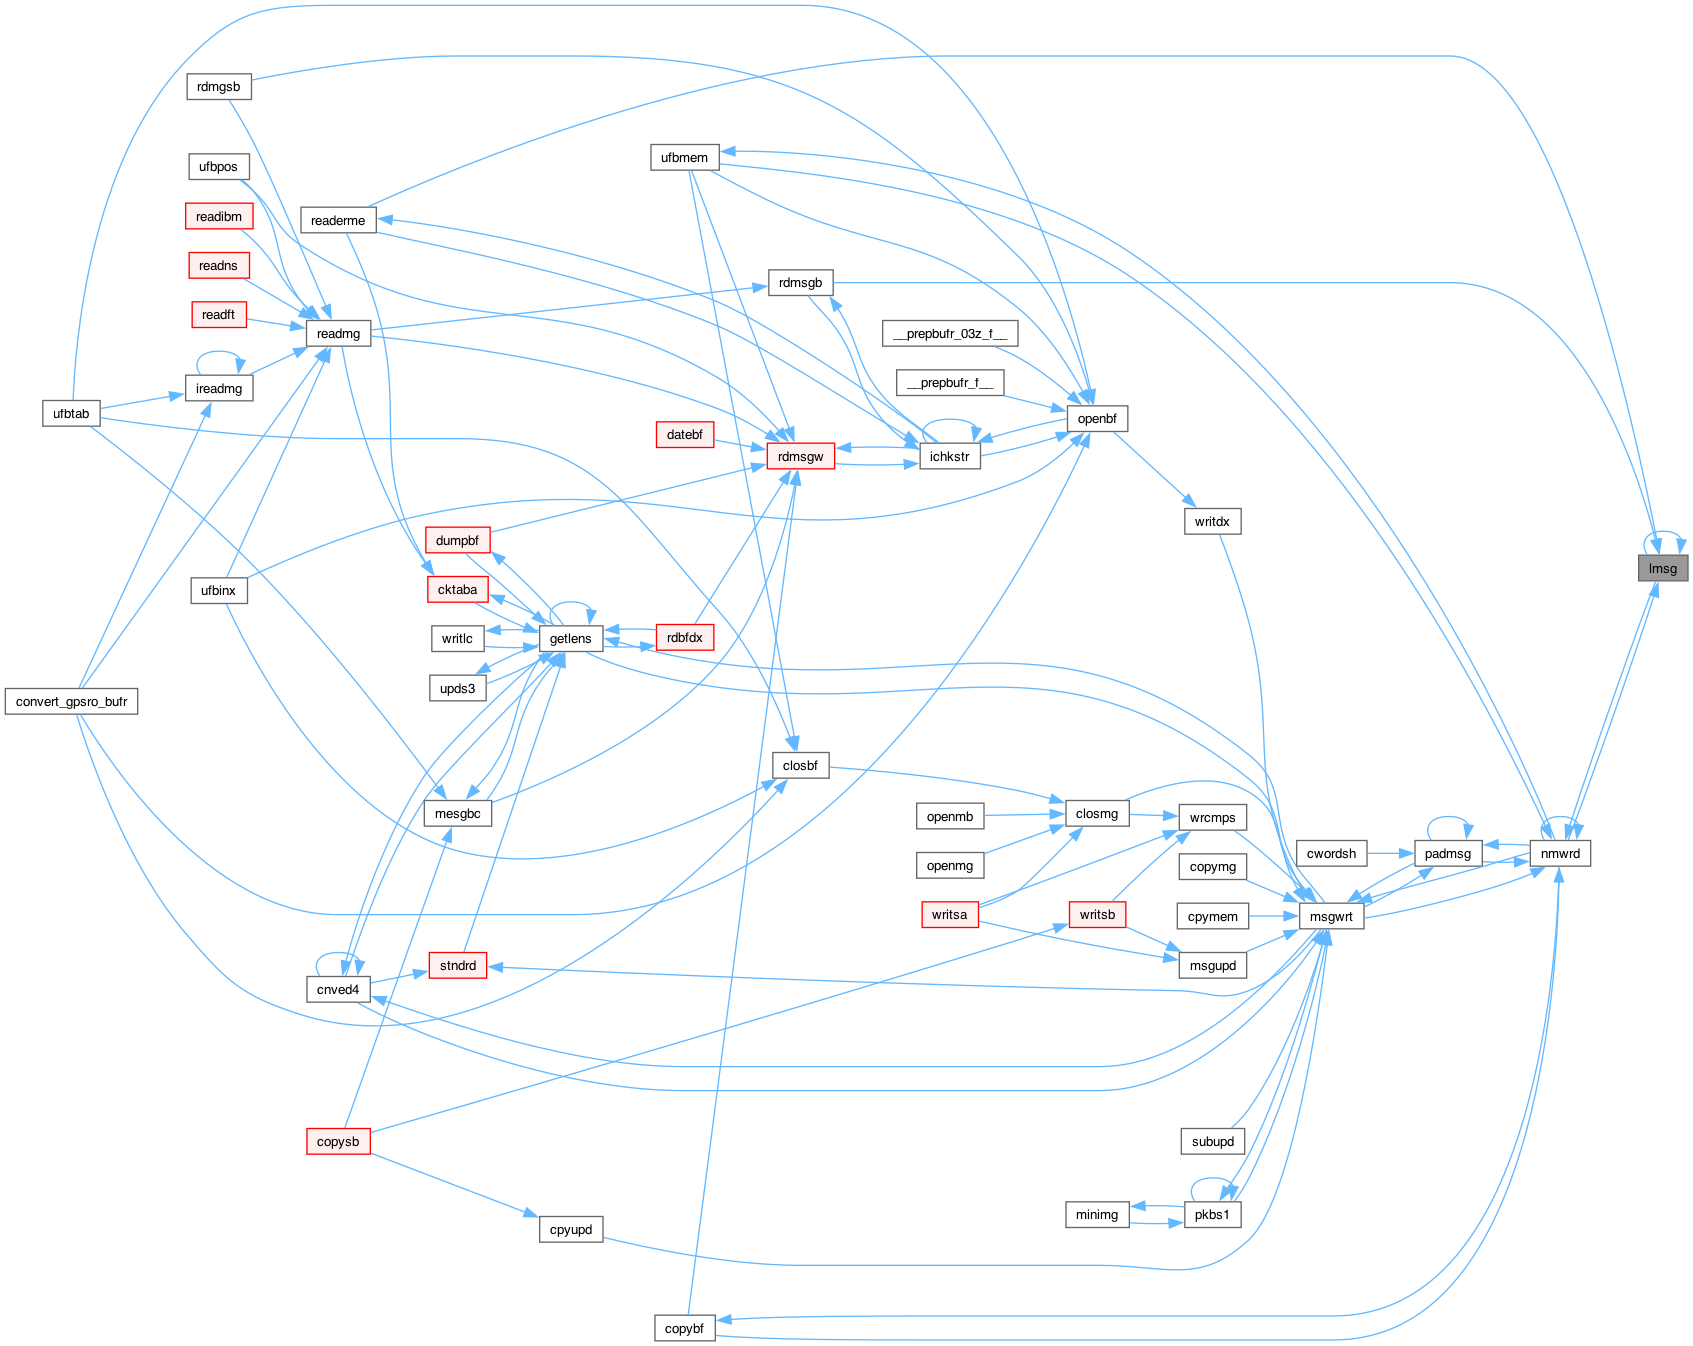 rdmgsb
ufbpos
ufbmem
readibm
readerme
readns
rdmsgb
readft
readmg
__prepbufr_03z_f__
ireadmg
__prepbufr_f__
ufbtab
openbf
datebf
rdmsgw
ichkstr
writdx
dumpbf
lmsg
cktaba
ufbinx
writlc
getlens
rdbfdx
upds3
convert_gpsro_bufr
closbf
mesgbc
openmb
closmg
wrcmps
cwordsh
padmsg
nmwrd
openmg
copymg
writsa
writsb
cpymem
msgwrt
stndrd
msgupd
cnved4
copysb
subupd
minimg
pkbs1
cpyupd
copybf